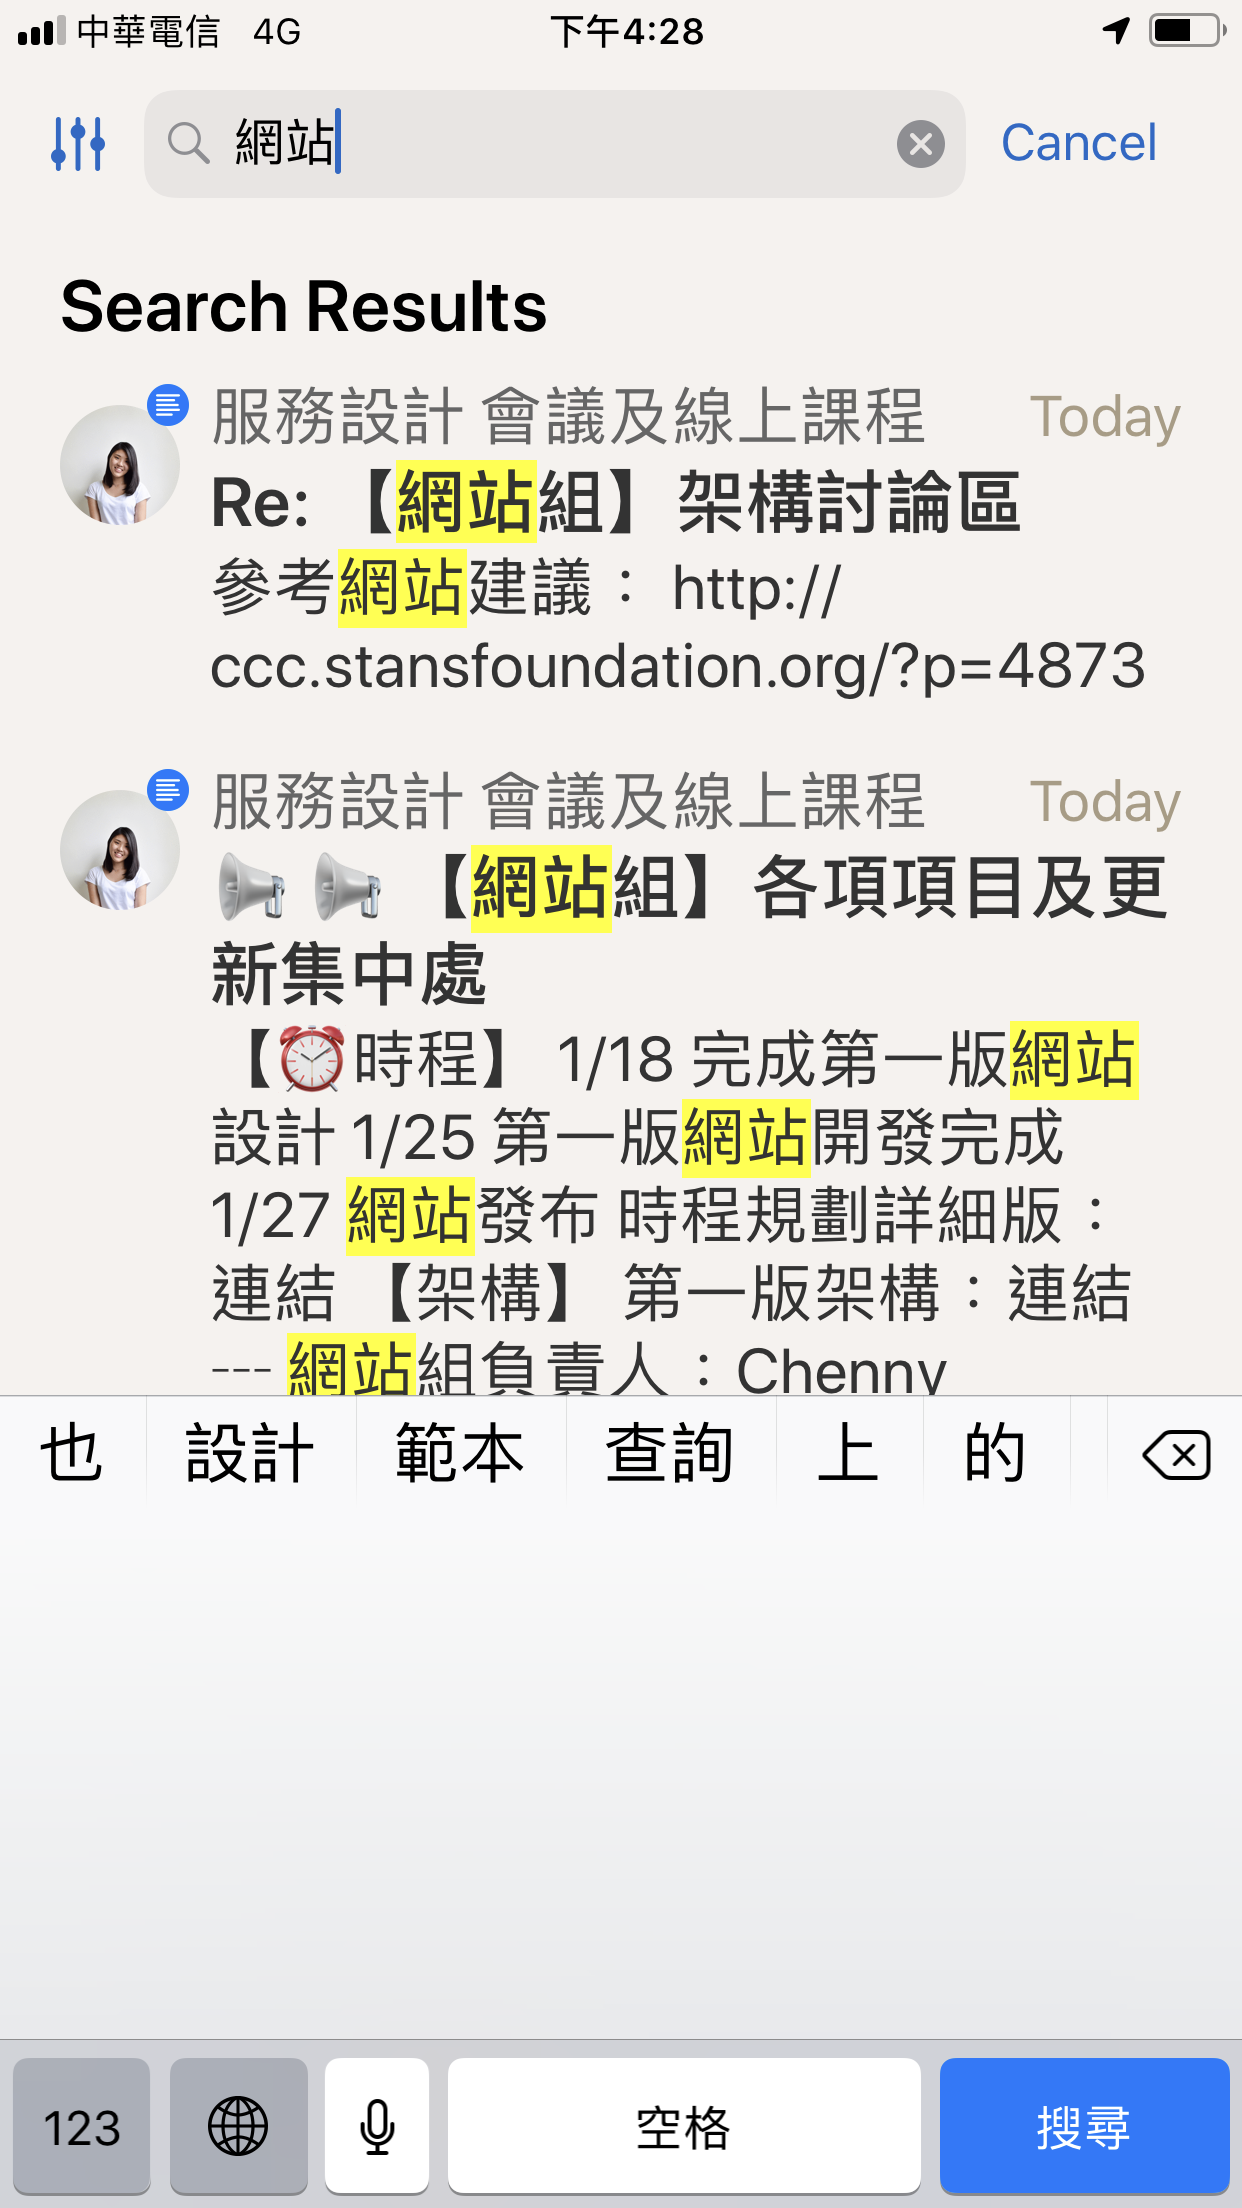 中華電信 4G 下午4:28
網站 Cancel
Search Results
服務設計 會議及線上課程 Today
Re: 【網站組】架構討論區
參考網站建議： http://
ccc.stansfoundation.org/?p=4873
服務設計 會議及線上課程 Today
📢 📢 【網站組】各項項目及更
新集中處
【⏰時程】 1/18 完成第一版網站
設計 1/25 第一版網站開發完成
1/27 網站發布 時程規劃詳細版：
連結 【架構】 第一版架構：連結
--- 網站組負責人：Chenny
也 設計 範本 查詢 上 的
123 空格 搜尋